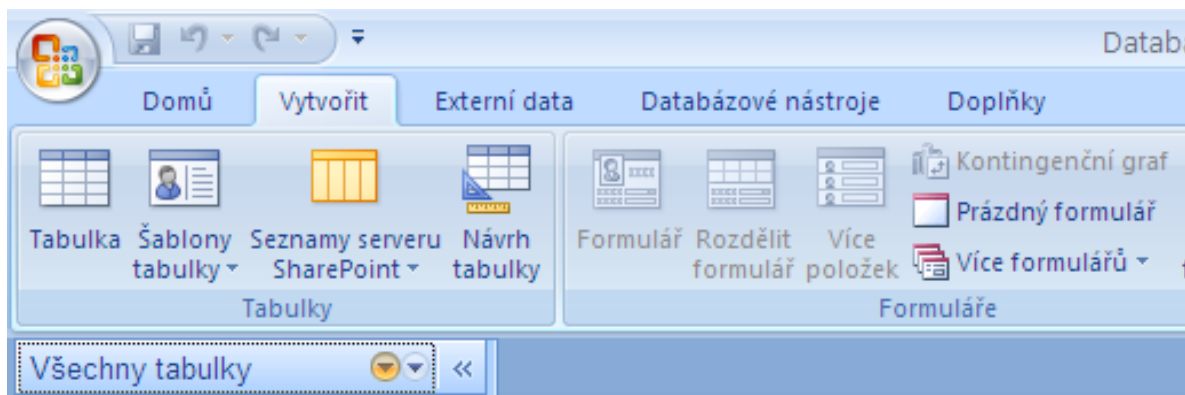 Datab
Domů Vytvořit Externí data Databázové nástroje Doplňky
Kontingenční graf
Prázdný formulář
Tabulka Šablony Seznamy serveru Návrh Formulář Rozdělit Více
tabulky SharePoint tabulky formulář položek Více formulářů
Tabulky Formuláře
Všechny tabulky